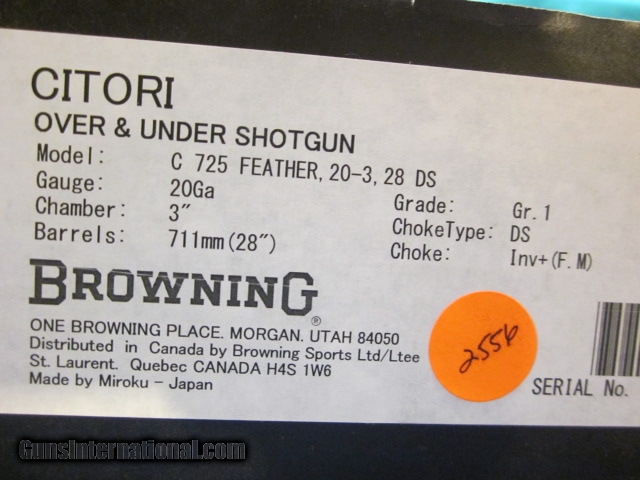 CITORI
OVER & UNDER SHOTGUN
Model: C 725 FEATHER, 20-3, 28 DS
Gauge: 20Ga
Chamber: 3"
Barrels: 711mm(28")
Grade: Gr. 1
ChokeType: DS
Choke: Inv+(F.M)
BROWNING®
ONE BROWNING PLACE. MORGAN. UTAH 84050
Distributed in Canada by Browning Sports Ltd/Ltee
St. Laurent. Quebec CANADA H4S 1W6
Made by Miroku - Japan
2556
SERIAL No.
GunsInternational.com